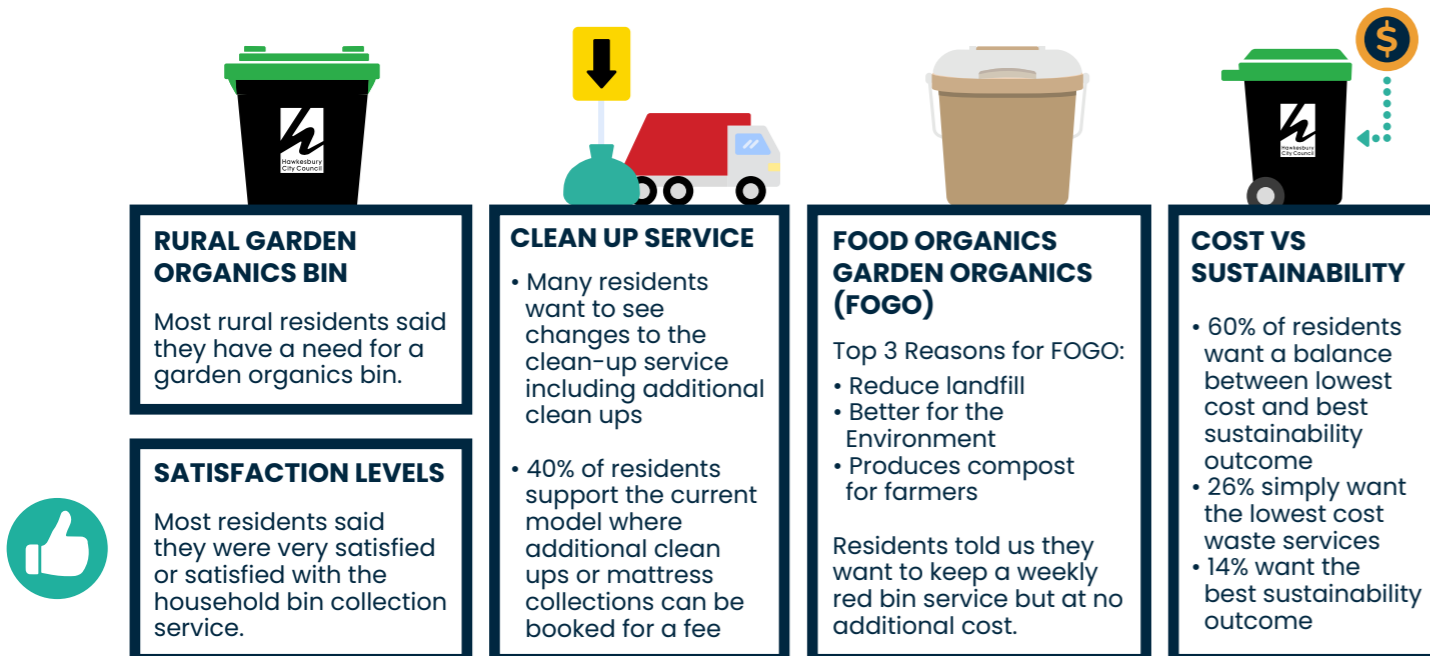 Hawkesbury
City Council
RURAL GARDEN
ORGANICS BIN
Most rural residents said
they have a need for a
garden organics bin.
SATISFACTION LEVELS
Most residents said
they were very satisfied
or satisfied with the
household bin collection
service.
CLEAN UP SERVICE
• Many residents
want to see
changes to the
clean-up service
including additional
clean ups
• 40% of residents
support the current
model where
additional clean
ups or mattress
collections can be
booked for a fee
FOOD ORGANICS
GARDEN ORGANICS
(FOGO)
Top 3 Reasons for FOGO:
• Reduce landfill
• Better for the
Environment
• Produces compost
for farmers
Residents told us they
want to keep a weekly
red bin service but at no
additional cost.
$
Hawkesbury
City Council
COST VS
SUSTAINABILITY
• 60% of residents
want a balance
between lowest
cost and best
sustainability
outcome
• 26% simply want
the lowest cost
waste services
• 14% want the
best sustainability
outcome